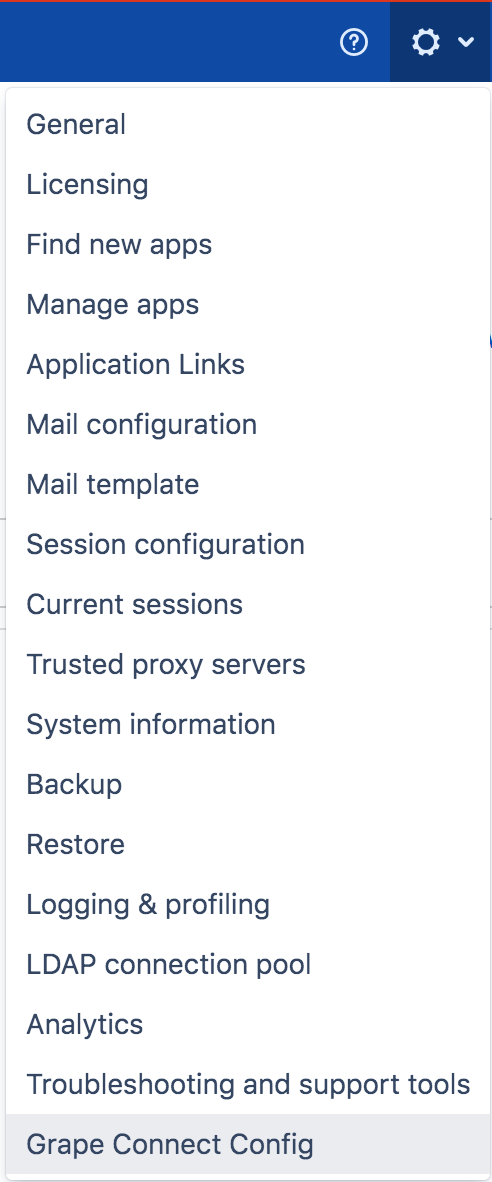 General
Licensing
Find new apps
Manage apps
Application Links
Mail configuration
Mail template
Session configuration
Current sessions
Trusted proxy servers
System information
Backup
Restore
Logging & profiling
LDAP connection pool
Analytics
Troubleshooting and support tools
Grape Connect Config